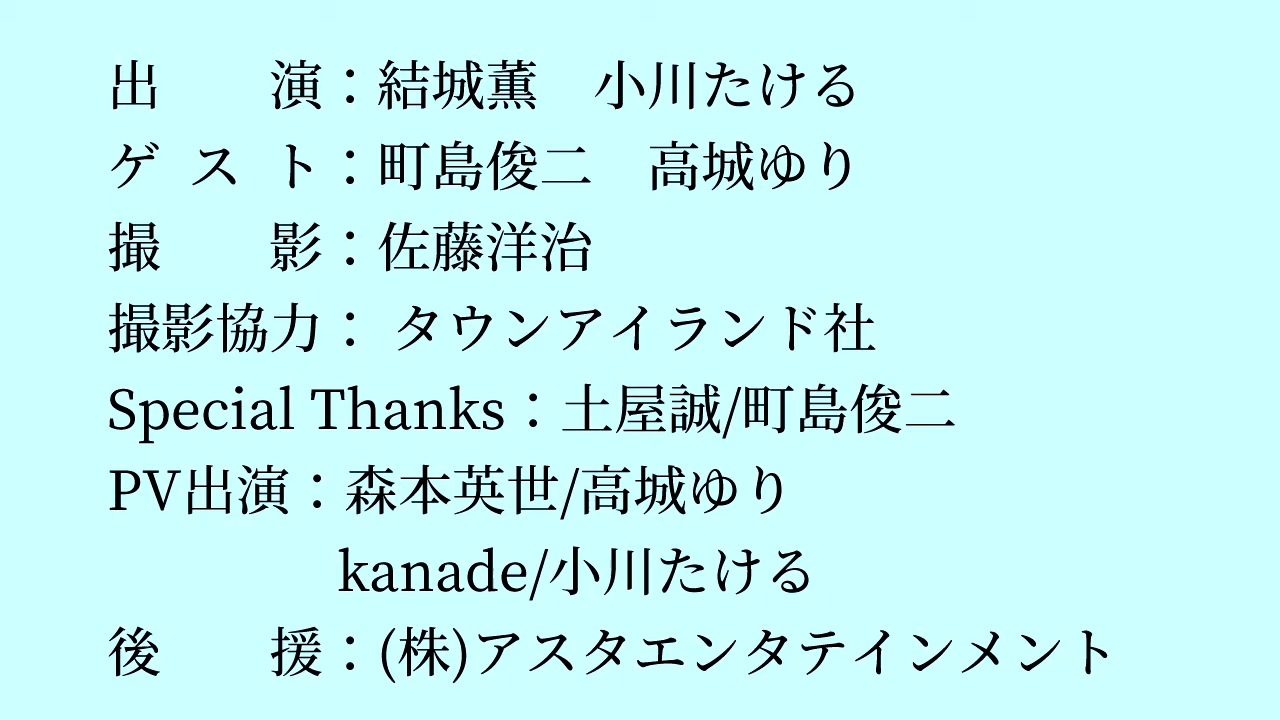 出　　演：結城薫　小川たける
ゲ ス ト：町島俊二　高城ゆり
撮　　影：佐藤洋治
撮影協力： タウンアイランド社
Special Thanks：土屋誠/町島俊二
PV出演：森本英世/高城ゆり
kanade/小川たける
後　　援：(株)アスタエンタテインメント